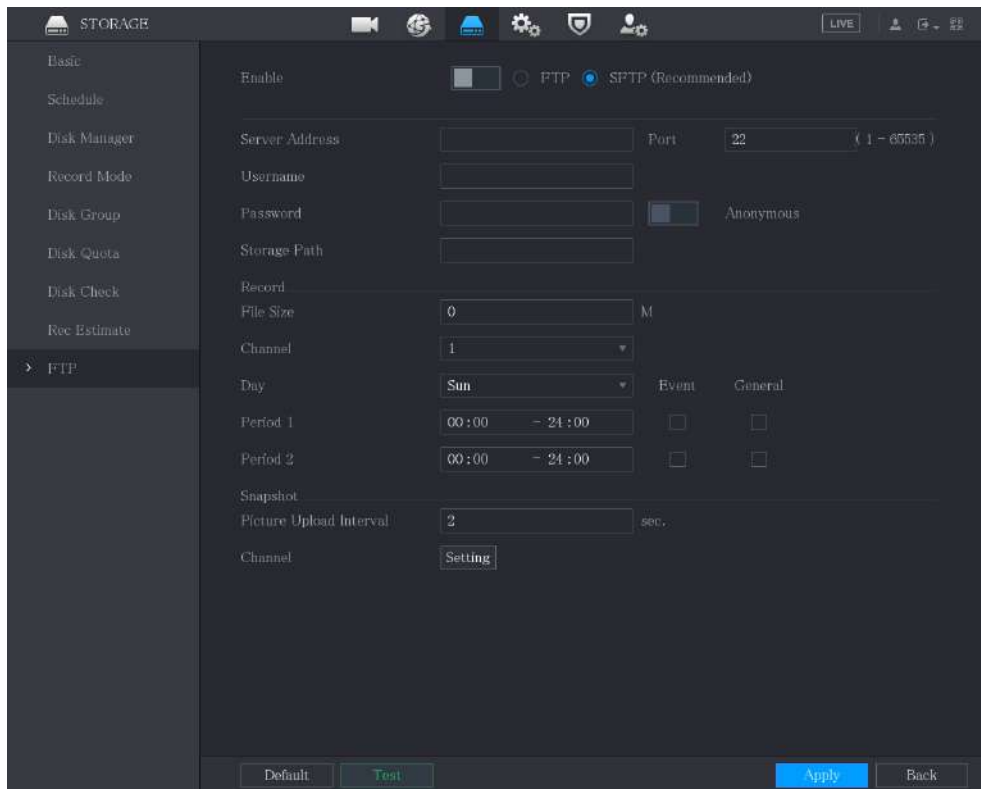 STORAGE LIVE
Basic
Schedule
Disk Manager
Record Mode
Disk Group
Disk Quota
Disk Check
Rec Estimate
> FTP
Enable FTP SFTP (Recommended)
Server Address Port 22 ( 1 - 65535 )
Username
Password Anonymous
Storage Path
Record
File Size 0 M
Channel 1
Day Sun Event General
Period 1 00:00 - 24:00
Period 2 00:00 - 24:00
Snapshot
Picture Upload Interval 2 sec.
Channel Setting
Default Test Apply Back